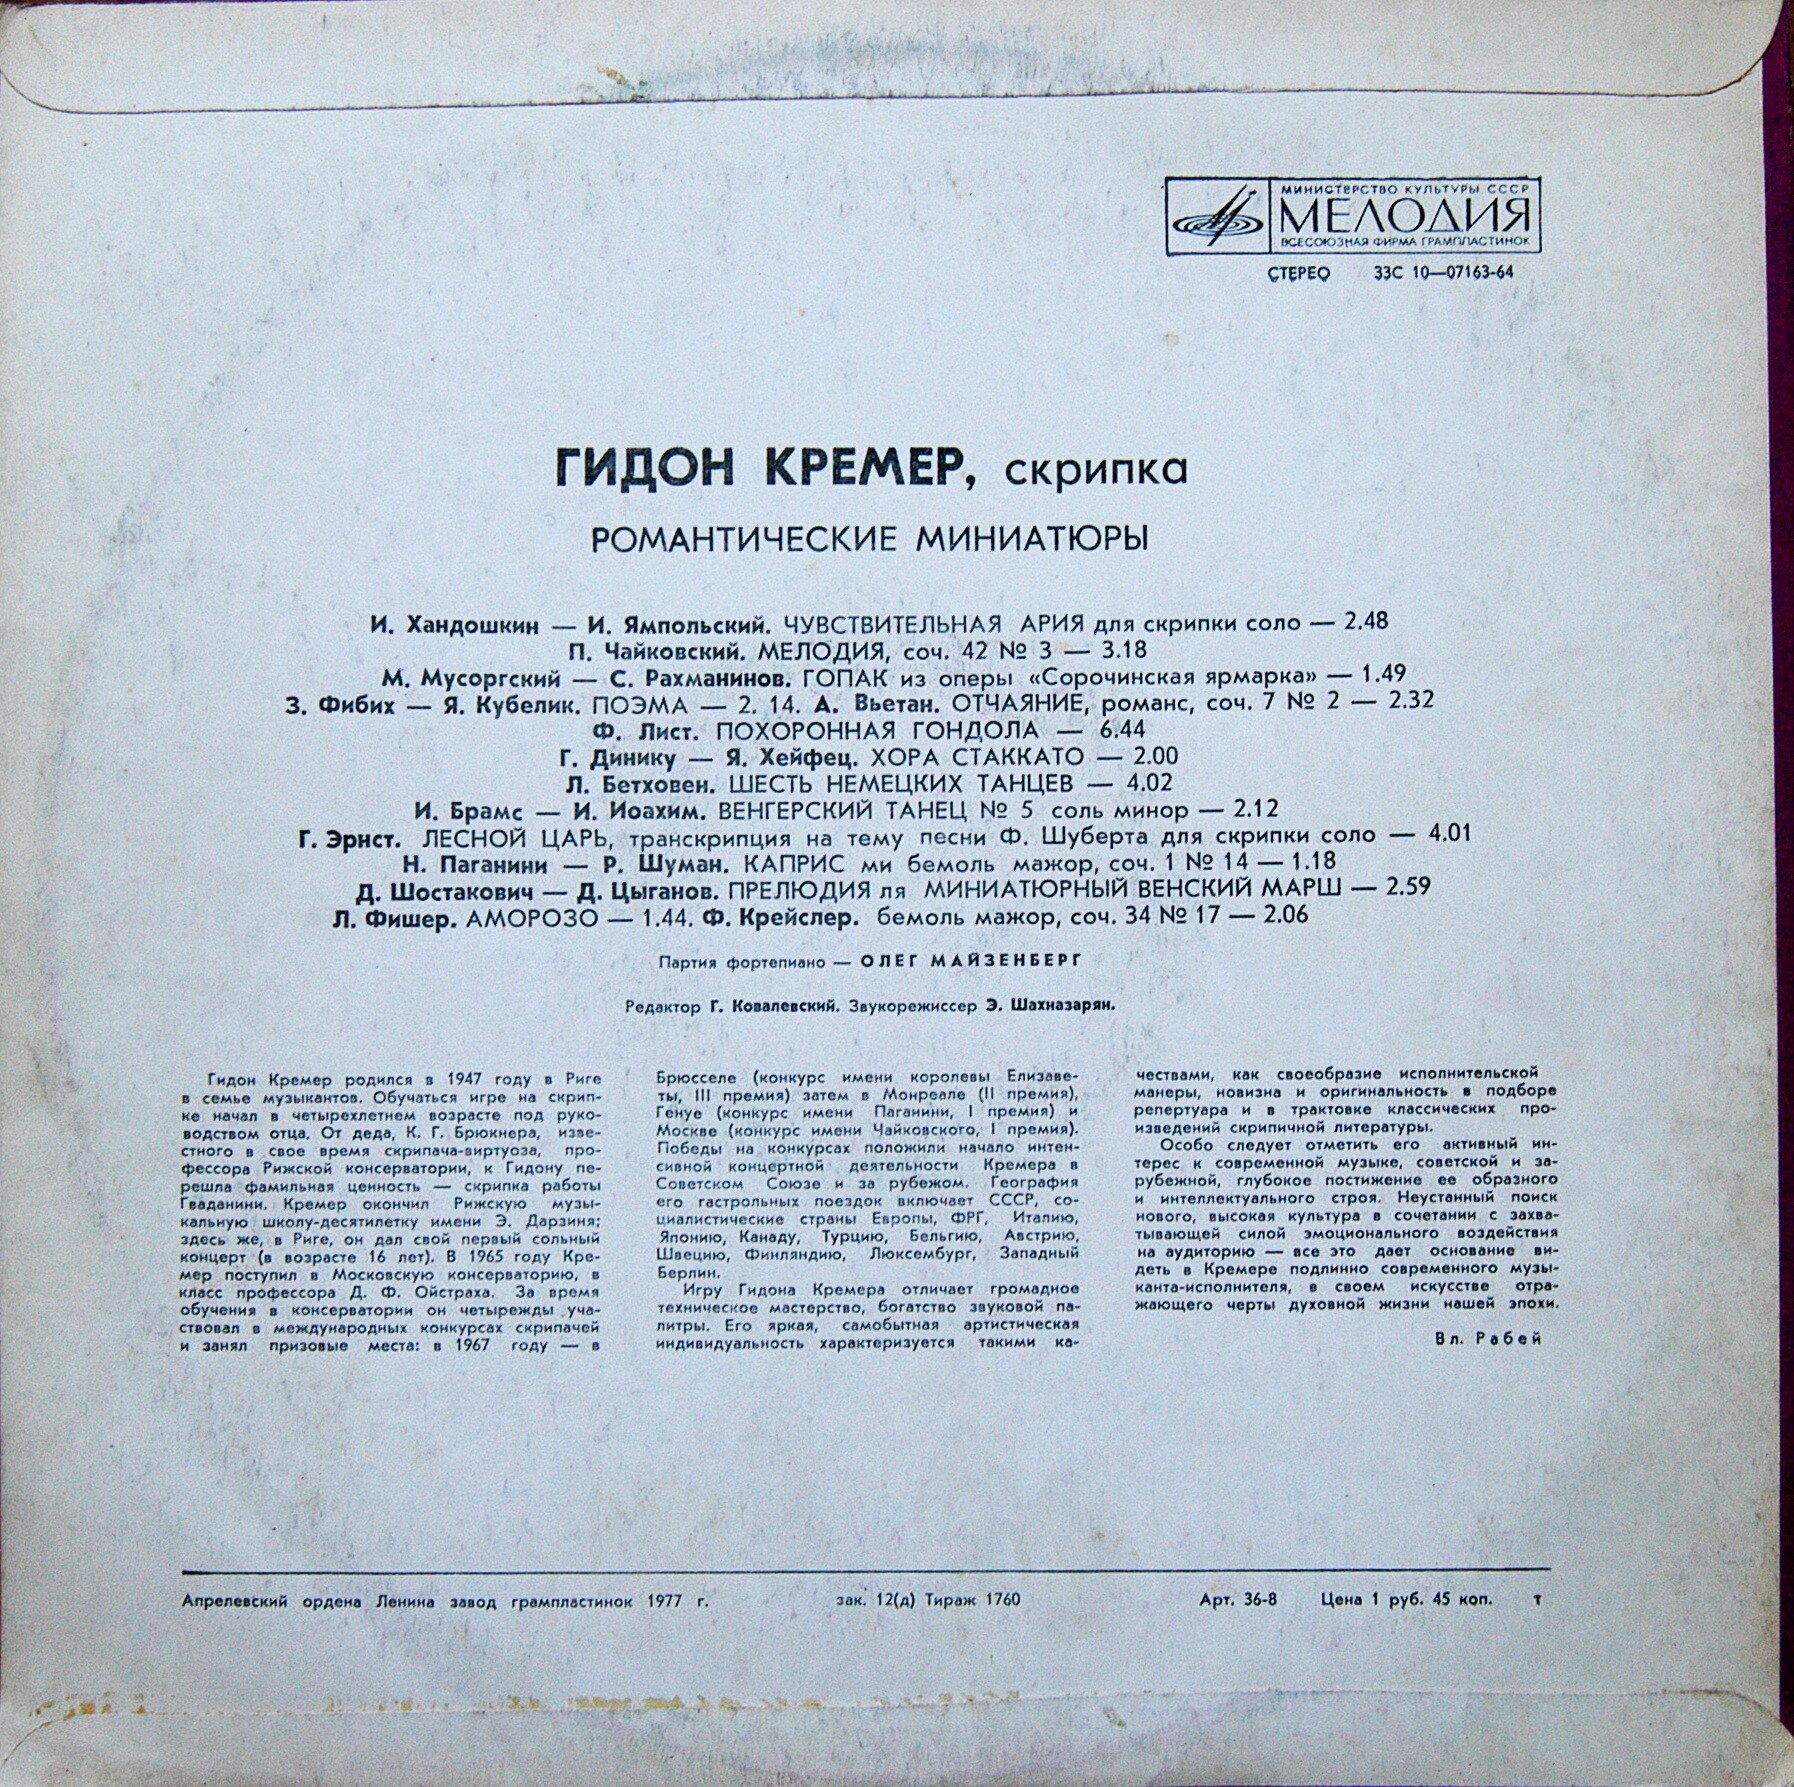 МИНИСТЕРСТВО КУЛЬТУРЫ СССР
МЕЛОДИЯ
ВСЕСОЮЗНАЯ ФИРМА ГРАМПЛАСТИНОК
СТЕРЕО 33С 10—07163-64
ГИДОН КРЕМЕР, скрипка
РОМАНТИЧЕСКИЕ МИНИАТЮРЫ
И. Хандошкин — И. Ямпольский. ЧУВСТВИТЕЛЬНАЯ АРИЯ для скрипки соло — 2.48
П. Чайковский. МЕЛОДИЯ, соч. 42 № 3 — 3.18
М. Мусоргский — С. Рахманинов. ГОПАК из оперы «Сорочинская ярмарка» — 1.49
З. Фибих — Я. Кубелик. ПОЭМА — 2. 14. А. Вьетан. ОТЧАЯНИЕ, романс, соч. 7 № 2 — 2.32
Ф. Лист. ПОХОРОННАЯ ГОНДОЛА — 6.44
Г. Динику — Я. Хейфец. ХОРА СТАККАТО — 2.00
Л. Бетховен. ШЕСТЬ НЕМЕЦКИХ ТАНЦЕВ — 4.02
И. Брамс — И. Иоахим. ВЕНГЕРСКИЙ ТАНЕЦ № 5 соль минор — 2.12
Г. Эрнст. ЛЕСНОЙ ЦАРЬ, транскрипция на тему песни Ф. Шуберта для скрипки соло — 4.01
Н. Паганини — Р. Шуман. КАПРИС ми бемоль мажор, соч. 1 № 14 — 1.18
Д. Шостакович — Д. Цыганов. ПРЕЛЮДИЯ ля МИНИАТЮРНЫЙ ВЕНСКИЙ МАРШ — 2.59
Л. Фишер. АМОРОЗО — 1.44. Ф. Крейслер. бемоль мажор, соч. 34 № 17 — 2.06
Партия фортепиано — ОЛЕГ МАЙЗЕНБЕРГ
Редактор Г. Ковалевский. Звукорежиссер Э. Шахназарян.
Гидон Кремер родился в 1947 году в Риге
в семье музыкантов. Обучаться игре на скрип-
ке начал в четырехлетнем возрасте под руко-
водством отца. От деда, К. Г. Брюкнера, изве-
стного в свое время скрипача-виртуоза, про-
фессора Рижской консерватории, к Гидону пе-
решла фамильная ценность — скрипка работы
Гваданини. Кремер окончил Рижскую музы-
кальную школу-десятилетку имени Э. Дарзиня;
здесь же, в Риге, он дал свой первый сольный
концерт (в возрасте 16 лет). В 1965 году Кре-
мер поступил в Московскую консерваторию, в
класс профессора Д. Ф. Ойстраха. За время
обучения в консерватории он четырежды уча-
ствовал в международных конкурсах скрипачей
и занял призовые места: в 1967 году — в
Брюсселе (конкурс имени королевы Елизаве-
ты, III премия) затем в Монреале (II премия),
Генуе (конкурс имени Паганини, I премия) и
Москве (конкурс имени Чайковского, I премия).
Победы на конкурсах положили начало интен-
сивной концертной деятельности Кремера в
Советском Союзе и за рубежом. География
его гастрольных поездок включает СССР, со-
циалистические страны Европы, ФРГ, Италию,
Японию, Канаду, Турцию, Бельгию, Австрию,
Швецию, Финляндию, Люксембург, Западный
Берлин.
Игру Гидона Кремера отличает громадное
техническое мастерство, богатство звуковой па-
литры. Его яркая, самобытная артистическая
индивидуальность характеризуется такими ка-
чествами, как своеобразие исполнительской
манеры, новизна и оригинальность в подборе
репертуара и в трактовке классических про-
изведений скрипичной литературы.
Особо следует отметить его активный ин-
терес к современной музыке, советской и за-
рубежной, глубокое постижение ее образного
и интеллектуального строя. Неустанный поиск
нового, высокая культура в сочетании с захва-
тывающей силой эмоционального воздействия
на аудиторию — все это дает основание ви-
деть в Кремере подлинно современного музы-
канта-исполнителя, в своем искусстве отра-
жающего черты духовной жизни нашей эпохи.
Вл. Рабей
Апрелевский ордена Ленина завод грампластинок 1977 г. зак. 12(д) Тираж 1760 Арт. 36-8 Цена 1 руб. 45 коп. т